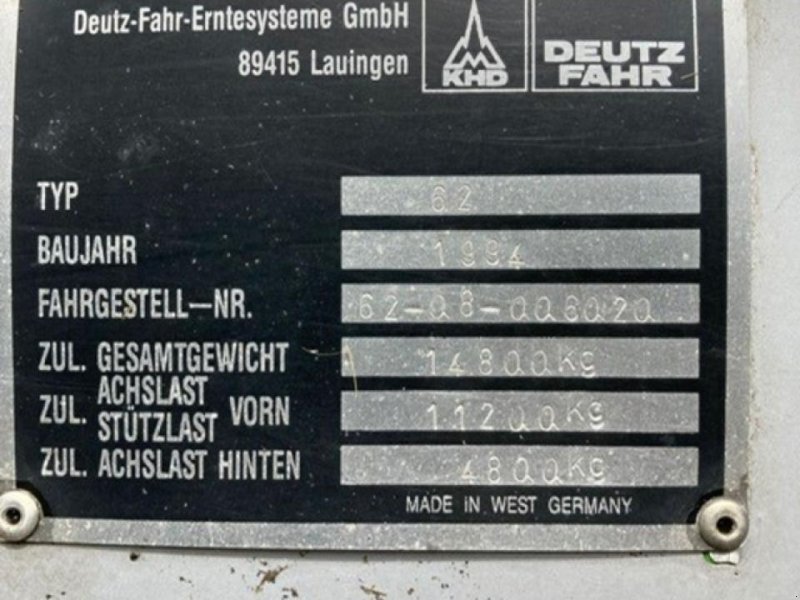 Deutz-Fahr-Erntesysteme GmbH
89415 Lauingen
KHD
DEUTZ
FAHR
TYP 62
BAUJAHR 1994
FAHRGESTELL-NR. 62-08-006020
ZUL. GESAMTGEWICHT 14800KG
ZUL. ACHSLAST STÜTZLAST VORN 11200KG
ZUL. ACHSLAST HINTEN 4800KG
MADE IN WEST GERMANY